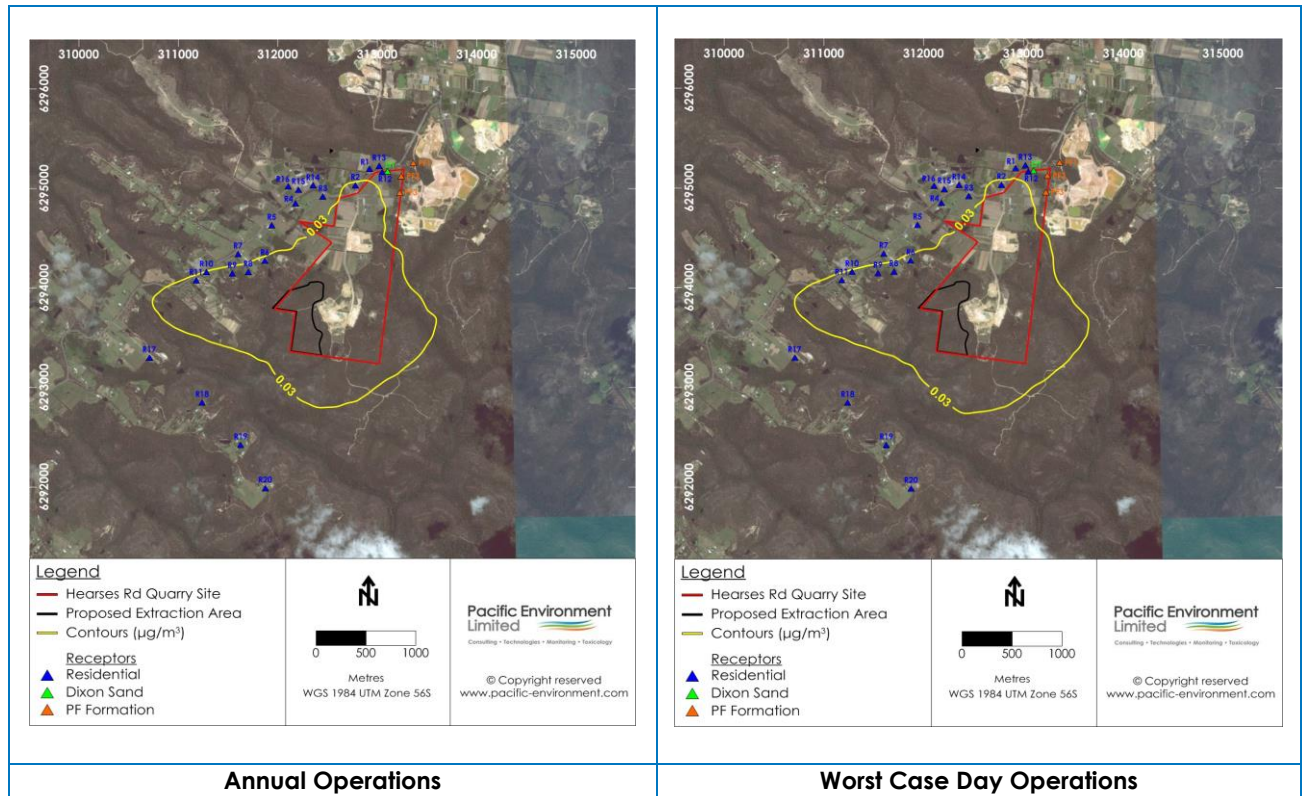 310000 311000 312000 313000 314000 315000
6296000
6295000
6294000
6293000
6292000
R1
R13
R12
R2
R16
R15
R14
R3
R4
R5
R7
R6
R10
R9
R8
R11
R17
R18
R19
R20
0.03
0.03
Legend
Hearses Rd Quarry Site
Proposed Extraction Area
Contours (µg/m³)
Receptors
Residential
Dixon Sand
PF Formation
N
0 500 1000
Metres
WGS 1984 UTM Zone 56S
Pacific Environment
Limited
Consulting • Technologies • Monitoring • Toxicology
© Copyright reserved
www.pacific-environment.com
Annual Operations
310000 311000 312000 313000 314000 315000
6296000
6295000
6294000
6293000
6292000
R1
R13
R12
R2
R16
R15
R14
R3
R4
R5
R7
R6
R10
R9
R8
R11
R17
R18
R19
R20
0.03
0.03
Legend
Hearses Rd Quarry Site
Proposed Extraction Area
Contours (µg/m³)
Receptors
Residential
Dixon Sand
PF Formation
N
0 500 1000
Metres
WGS 1984 UTM Zone 56S
Pacific Environment
Limited
Consulting • Technologies • Monitoring • Toxicology
© Copyright reserved
www.pacific-environment.com
Worst Case Day Operations